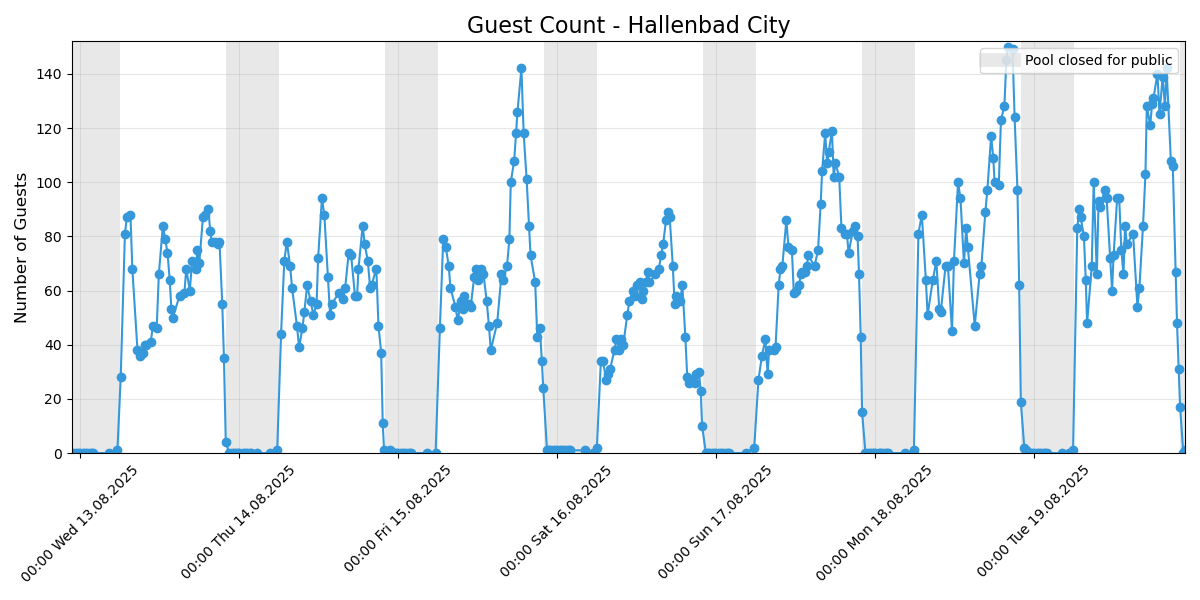 Guest Count - Hallenbad City
Pool closed for public
Number of Guests
140
120
100
80
60
40
20
0
00:00 Wed 13.08.2025
00:00 Thu 14.08.2025
00:00 Fri 15.08.2025
00:00 Sat 16.08.2025
00:00 Sun 17.08.2025
00:00 Mon 18.08.2025
00:00 Tue 19.08.2025